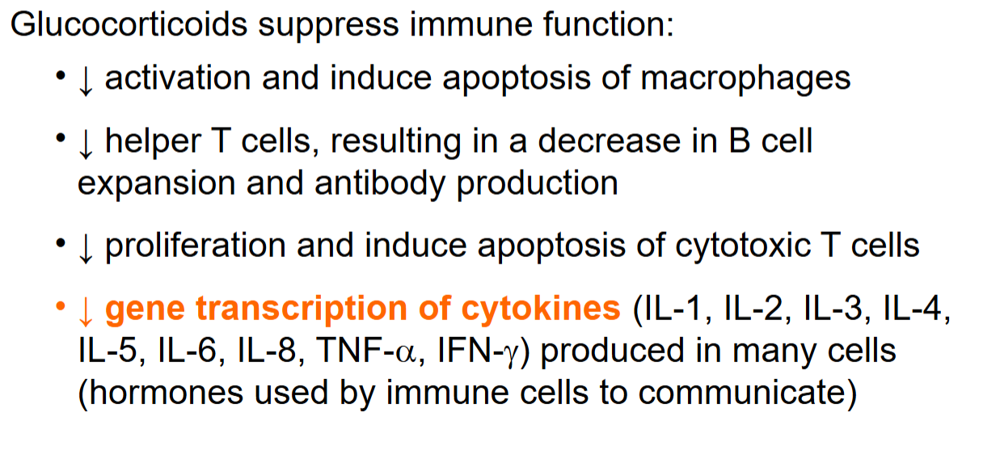 Glucocorticoids suppress immune function:
• ↓ activation and induce apoptosis of macrophages
• ↓ helper T cells, resulting in a decrease in B cell
expansion and antibody production
• ↓ proliferation and induce apoptosis of cytotoxic T cells
• ↓ gene transcription of cytokines (IL-1, IL-2, IL-3, IL-4,
IL-5, IL-6, IL-8, TNF-α, IFN-γ) produced in many cells
(hormones used by immune cells to communicate)